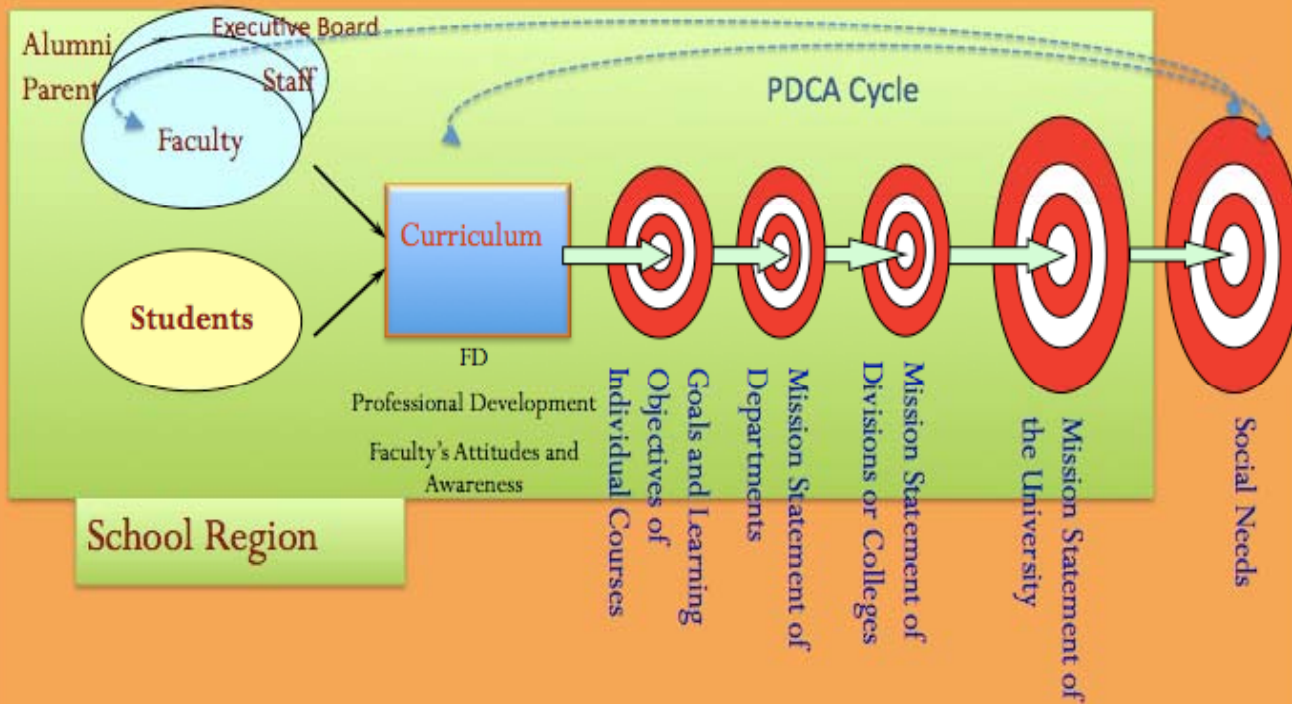 Executive Board
Alumni
Parent
Staff
Faculty
PDCA Cycle
Students
Curriculum
FD
Professional Development
Faculty's Attitudes and
Awareness
Goals and Learning
Objectives of
Individual Courses
Mission Statement of
Departments
Mission Statement of
Divisions or Colleges
Mission Statement of
the University
Social Needs
School Region